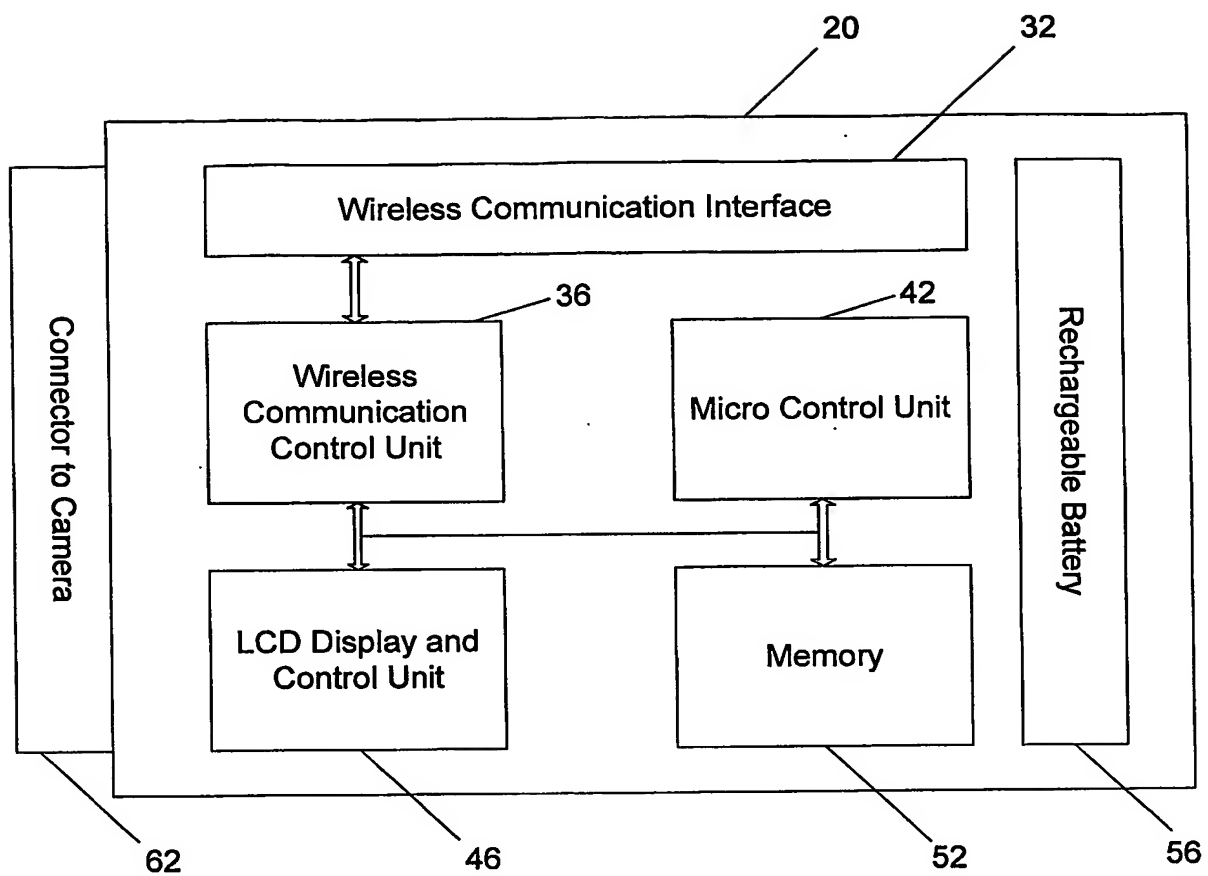 20
32
Wireless Communication Interface
36
42
Connector to Camera
Wireless
Communication
Control Unit
Micro Control Unit
Rechargeable Battery
LCD Display and
Control Unit
Memory
62
46
52
56